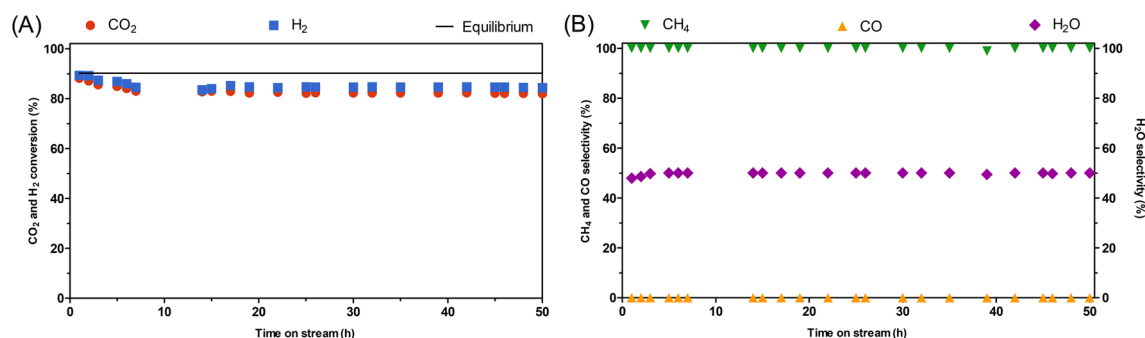 (A)
CO₂
H₂
Equilibrium
CO₂ and H₂ conversion (%)
100
80
60
40
20
0
0 10 20 30 40 50
Time on stream (h)
(B)
CH₄
CO
H₂O
CH₄ and CO selectivity (%)
100
80
60
40
20
0
0 10 20 30 40 50
Time on stream (h)
100
80
60
40
20
0
H₂O selectivity
(%)